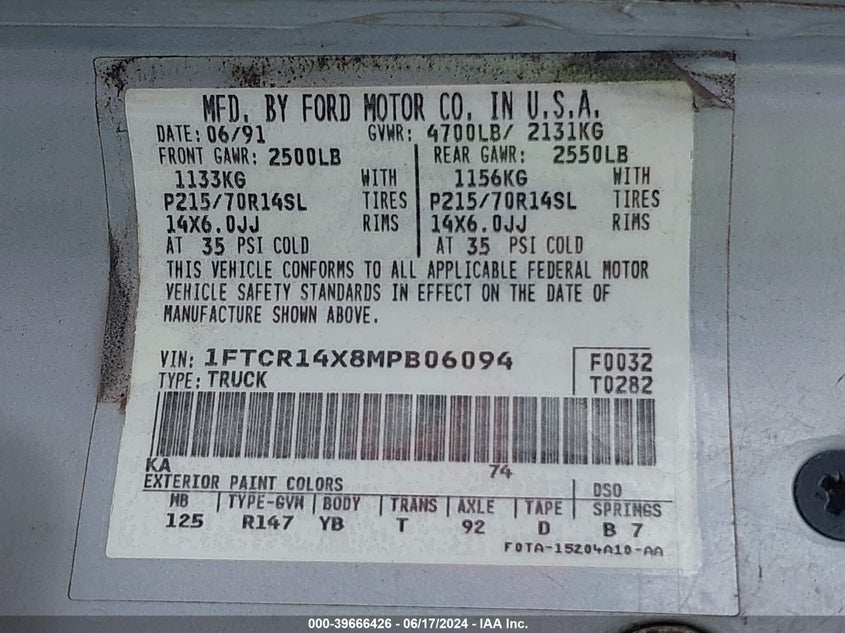 MFD. BY FORD MOTOR CO. IN U.S.A.
DATE: 06/91 GVWR: 4700LB/ 2131KG
FRONT GAWR: 2500LB REAR GAWR: 2550LB
1133KG WITH 1156KG WITH
P215/70R14SL TIRES P215/70R14SL TIRES
14X6.0JJ RIMS 14X6.0JJ RIMS
AT 35 PSI COLD AT 35 PSI COLD
THIS VEHICLE CONFORMS TO ALL APPLICABLE FEDERAL MOTOR
VEHICLE SAFETY STANDARDS IN EFFECT ON THE DATE OF
MANUFACTURE SHOWN ABOVE.
VIN: 1FTCR14X8MPB06094 F0032
TYPE: TRUCK T0282
KA 74
EXTERIOR PAINT COLORS DSO
WB TYPE-GVW BODY TRANS AXLE TAPE SPRINGS
125 R147 YB T 92 D B 7
F0TA-15204A10-AA
000-39666426 - 06/17/2024 - IAA Inc.